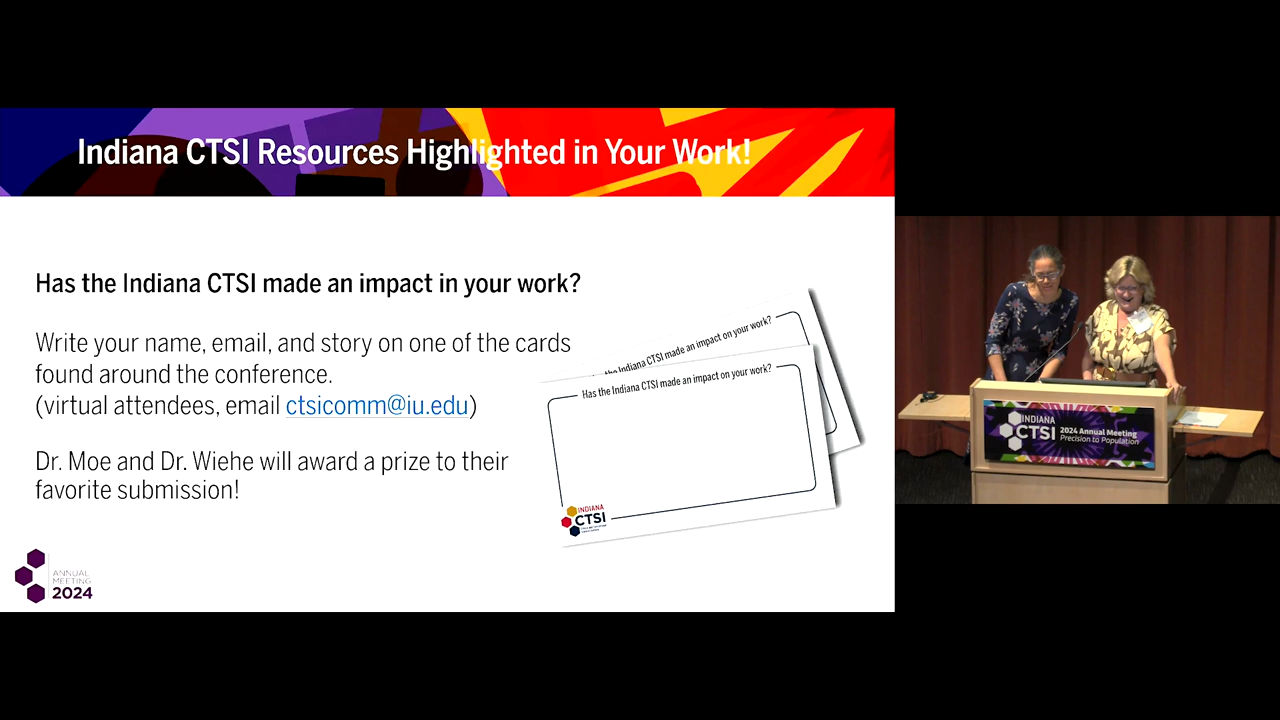 Indiana CTSI Resources Highlighted in Your Work!
Has the Indiana CTSI made an impact in your work?
Write your name, email, and story on one of the cards
found around the conference.
(virtual attendees, email ctsicomm@iu.edu)
Dr. Moe and Dr. Wiehe will award a prize to their
favorite submission!
the Indiana CTSI made an impact on your work?
Has the Indiana CTSI made an impact on your work?
INDIANA
CTSI
ANNUAL
MEETING
2024
INDIANA
CTSI
2024 Annual Meeting
Precision to Population